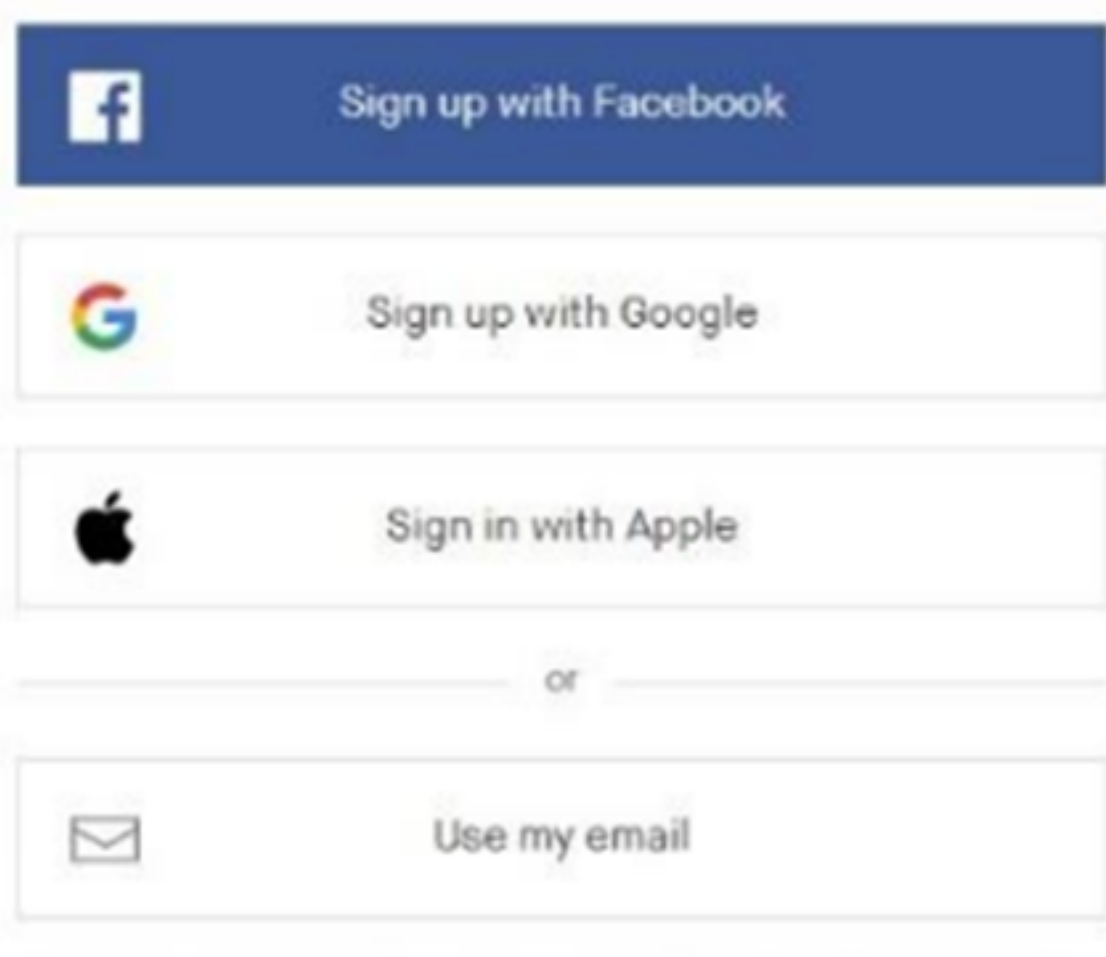 Sign up with Facebook
Sign up with Google
Sign in with Apple
or
Use my email